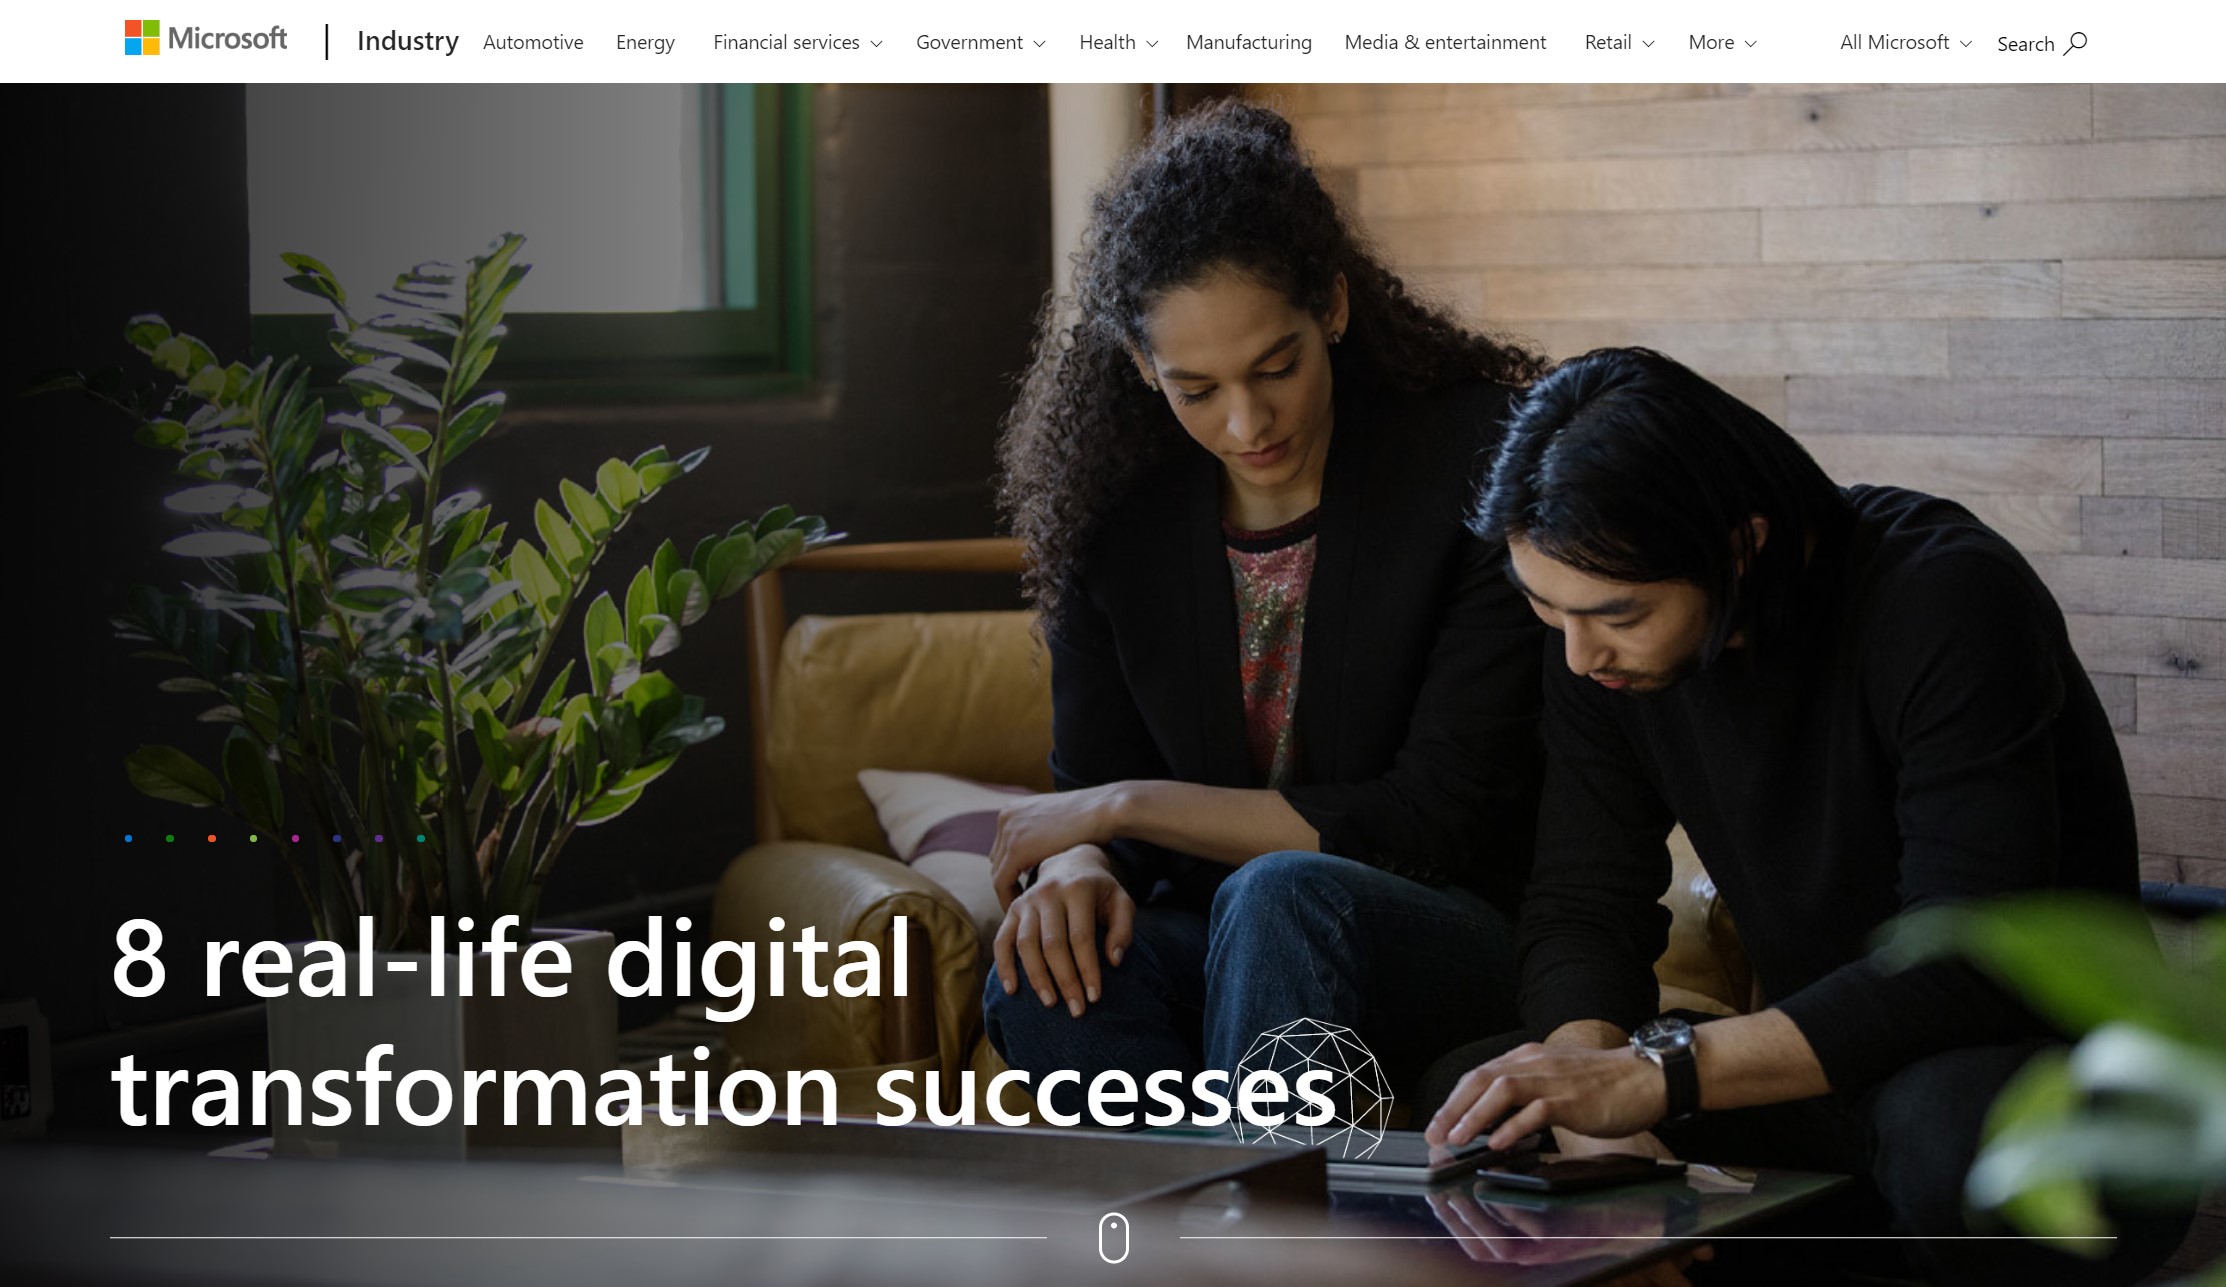 Microsoft | Industry Automotive Energy Financial services Government Health Manufacturing Media & entertainment Retail More All Microsoft Search
8 real-life digital
transformation successes